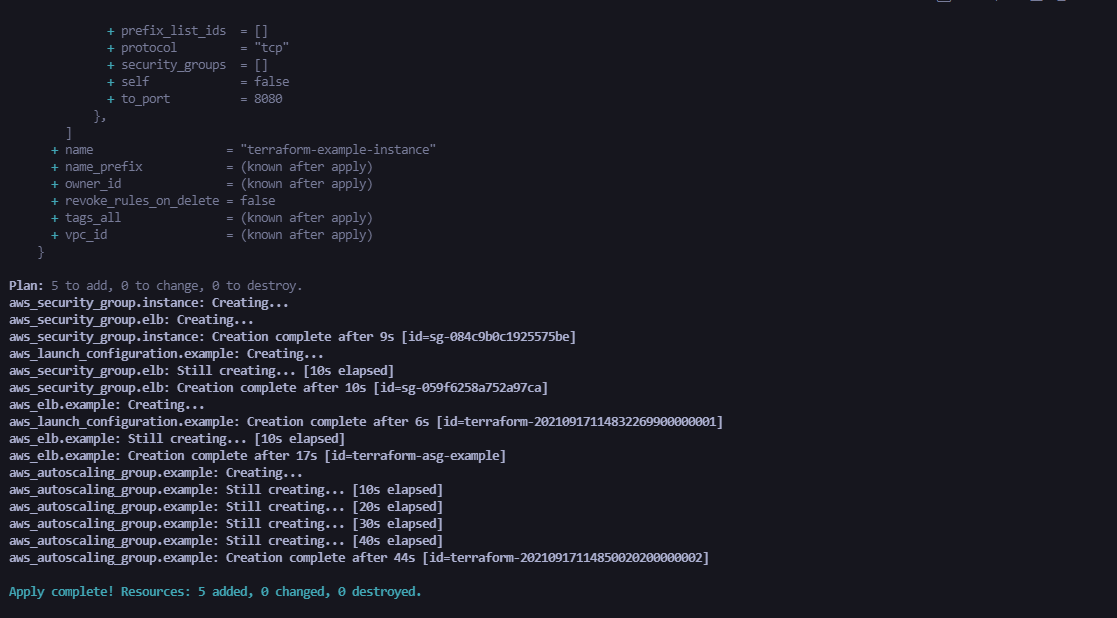 + prefix_list_ids  = []
+ protocol         = "tcp"
+ security_groups  = []
+ self             = false
+ to_port          = 8080
},
]
+ name                   = "terraform-example-instance"
+ name_prefix            = (known after apply)
+ owner_id               = (known after apply)
+ revoke_rules_on_delete = false
+ tags_all               = (known after apply)
+ vpc_id                 = (known after apply)
}
Plan: 5 to add, 0 to change, 0 to destroy.
aws_security_group.instance: Creating...
aws_security_group.elb: Creating...
aws_security_group.instance: Creation complete after 9s [id=sg-084c9b0c1925575be]
aws_launch_configuration.example: Creating...
aws_security_group.elb: Still creating... [10s elapsed]
aws_security_group.elb: Creation complete after 10s [id=sg-059f6258a752a97ca]
aws_elb.example: Creating...
aws_launch_configuration.example: Creation complete after 6s [id=terraform-20210917114832269900000001]
aws_elb.example: Still creating... [10s elapsed]
aws_elb.example: Creation complete after 17s [id=terraform-asg-example]
aws_autoscaling_group.example: Creating...
aws_autoscaling_group.example: Still creating... [10s elapsed]
aws_autoscaling_group.example: Still creating... [20s elapsed]
aws_autoscaling_group.example: Still creating... [30s elapsed]
aws_autoscaling_group.example: Still creating... [40s elapsed]
aws_autoscaling_group.example: Creation complete after 44s [id=terraform-20210917114850020200000002]
Apply complete! Resources: 5 added, 0 changed, 0 destroyed.